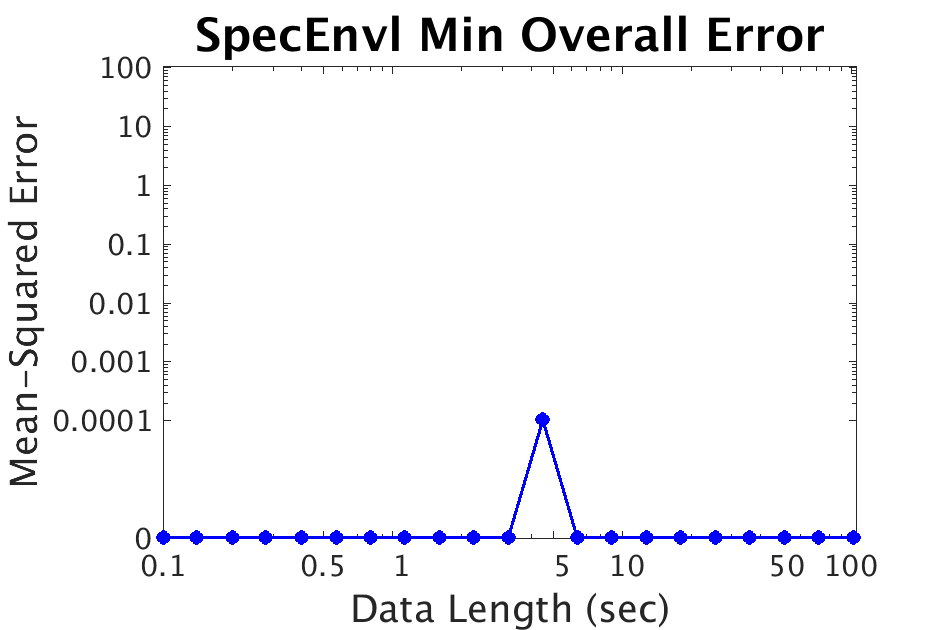 SpecEnvl Min Overall Error
100
10
1
0.1
0.01
0.001
0.0001
0
Mean-Squared Error
0.1 0.5 1 5 10 50 100
Data Length (sec)